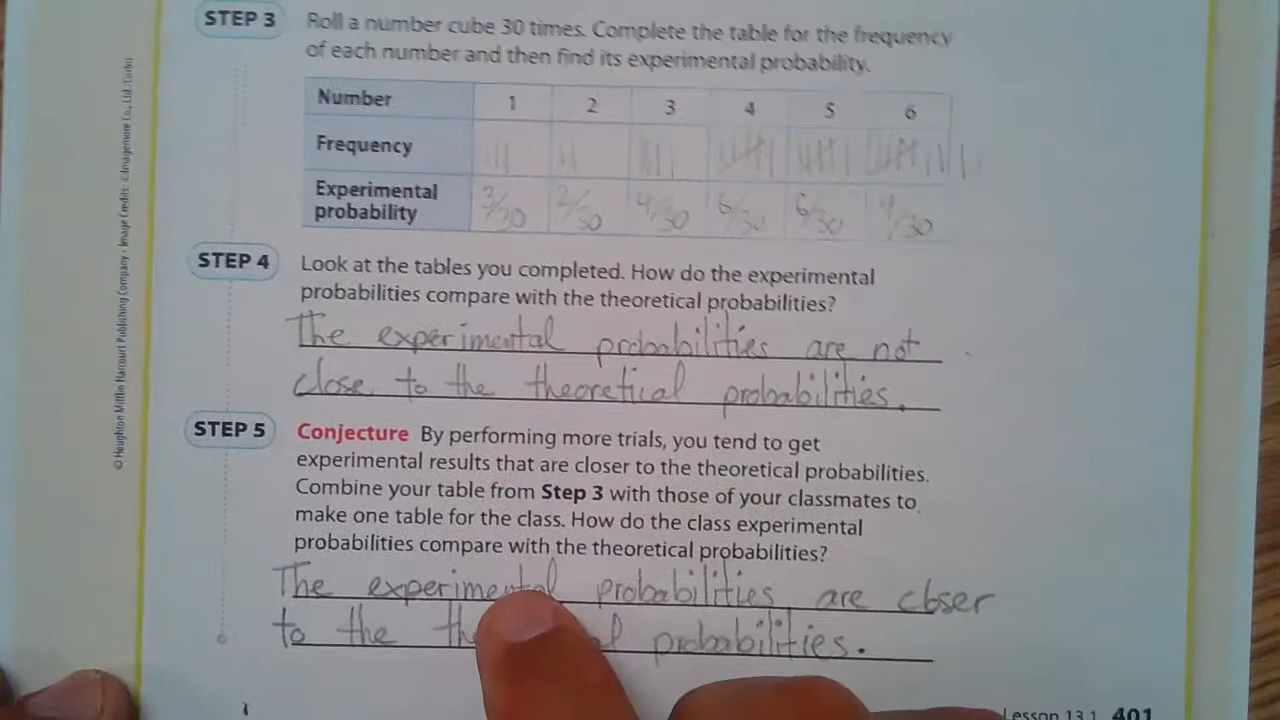 STEP 3 Roll a number cube 30 times. Complete the table for the frequency
of each number and then find its experimental probability.
Number 1 2 3 4 5 6
Frequency
Experimental probability 3/30 2/30 4/30 6/30 6/30 9/30
STEP 4 Look at the tables you completed. How do the experimental
probabilities compare with the theoretical probabilities?
The experimental probabilities are not
close to the theoretical probabilities.
STEP 5 Conjecture By performing more trials, you tend to get
experimental results that are closer to the theoretical probabilities.
Combine your table from Step 3 with those of your classmates to
make one table for the class. How do the class experimental
probabilities compare with the theoretical probabilities?
The experimental probabilities are closer
to the probabilities.
Lesson 13.1 401
© Houghton Mifflin Harcourt Publishing Company · Image Credits: